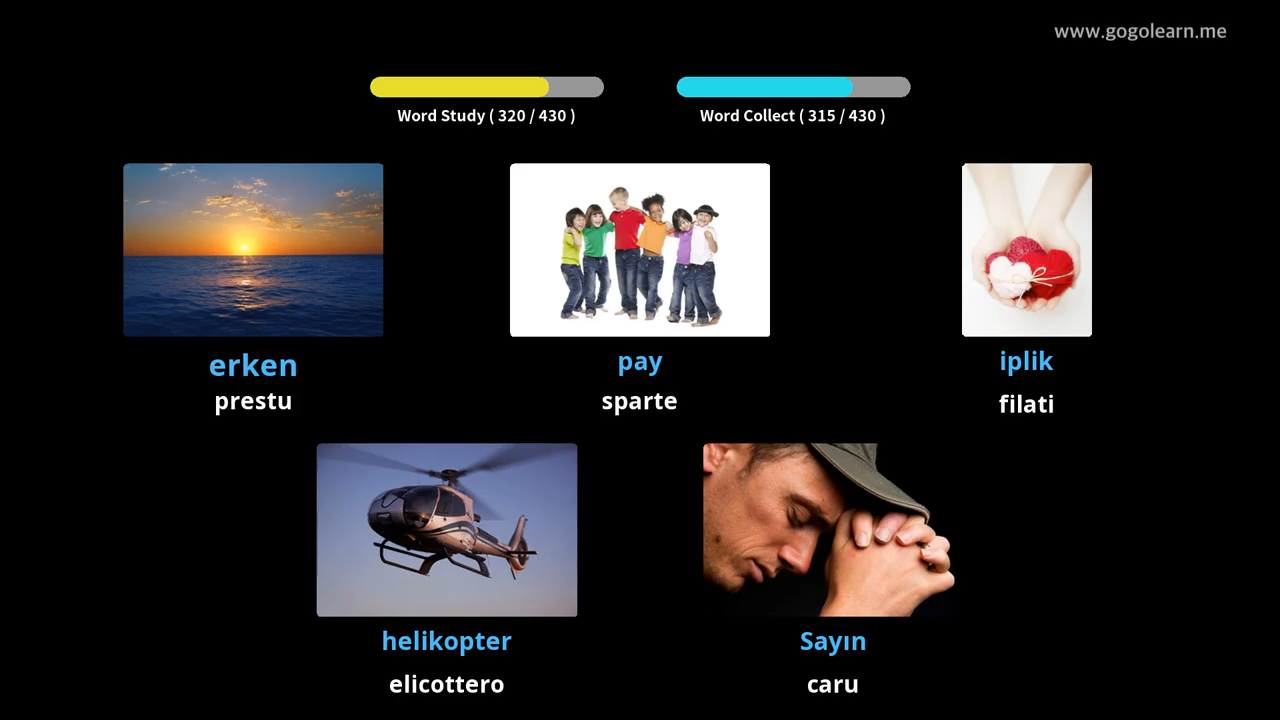 www.gogolearn.me
Word Study ( 320 / 430 )
Word Collect ( 315 / 430 )
erken
prestu
pay
sparte
iplik
filati
helikopter
elicottero
Sayın
caru